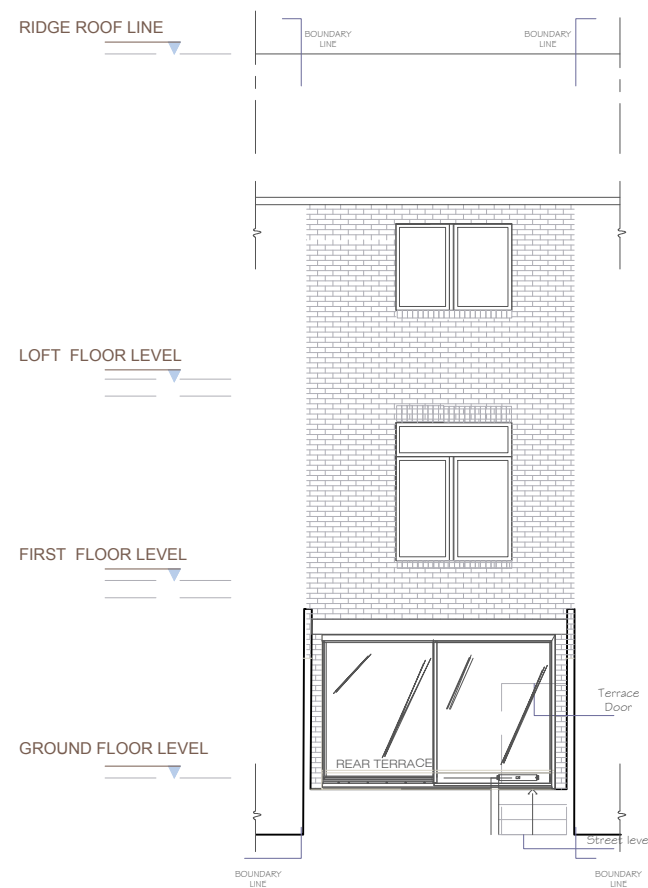 RIDGE ROOF LINE
BOUNDARY
LINE
BOUNDARY
LINE
LOFT FLOOR LEVEL
FIRST FLOOR LEVEL
Terrace
Door
GROUND FLOOR LEVEL
REAR TERRACE
Street leve
BOUNDARY
LINE
BOUNDARY
LINE